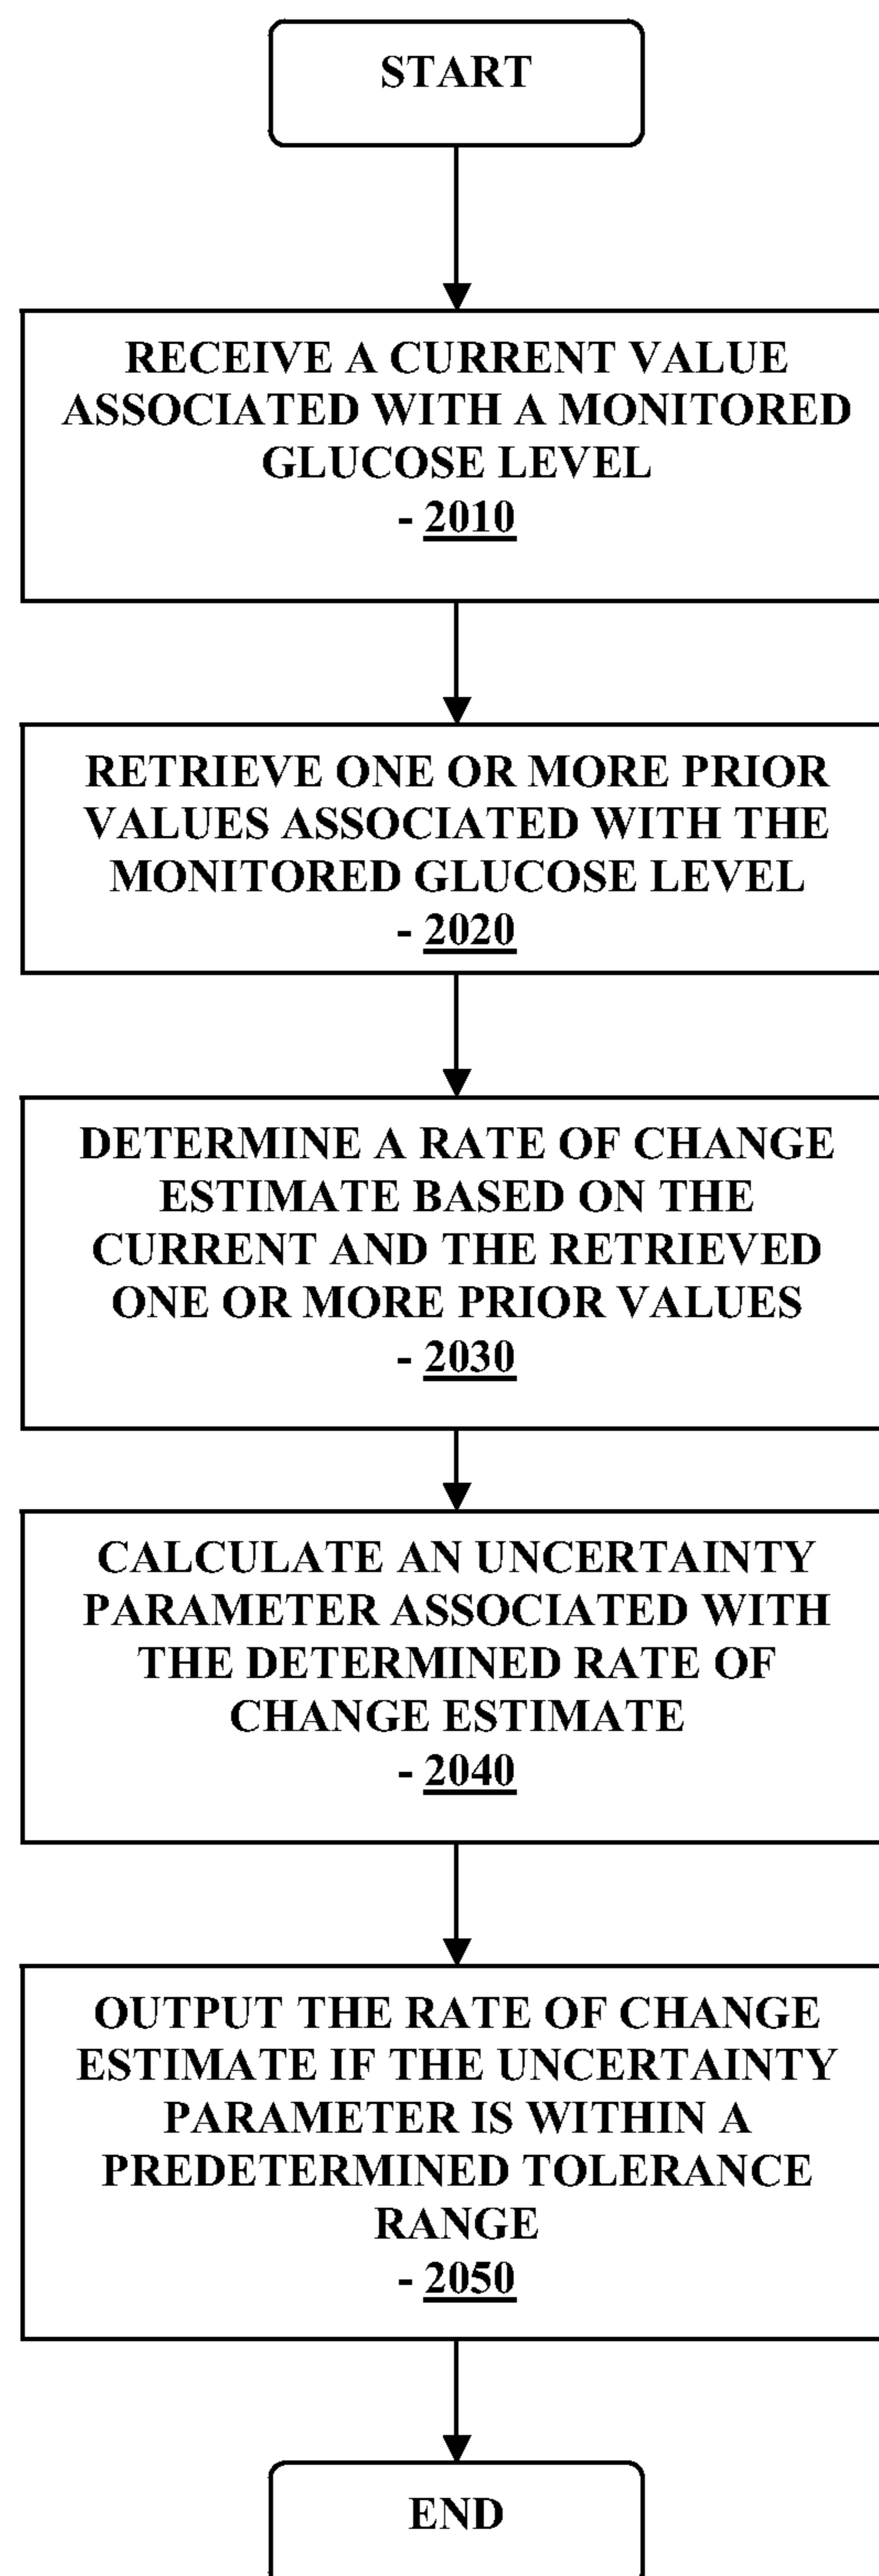 START
RECEIVE A CURRENT VALUE
ASSOCIATED WITH A MONITORED
GLUCOSE LEVEL
- 2010
RETRIEVE ONE OR MORE PRIOR
VALUES ASSOCIATED WITH THE
MONITORED GLUCOSE LEVEL
- 2020
DETERMINE A RATE OF CHANGE
ESTIMATE BASED ON THE
CURRENT AND THE RETRIEVED
ONE OR MORE PRIOR VALUES
- 2030
CALCULATE AN UNCERTAINTY
PARAMETER ASSOCIATED WITH
THE DETERMINED RATE OF
CHANGE ESTIMATE
- 2040
OUTPUT THE RATE OF CHANGE
ESTIMATE IF THE UNCERTAINTY
PARAMETER IS WITHIN A
PREDETERMINED TOLERANCE
RANGE
- 2050
END